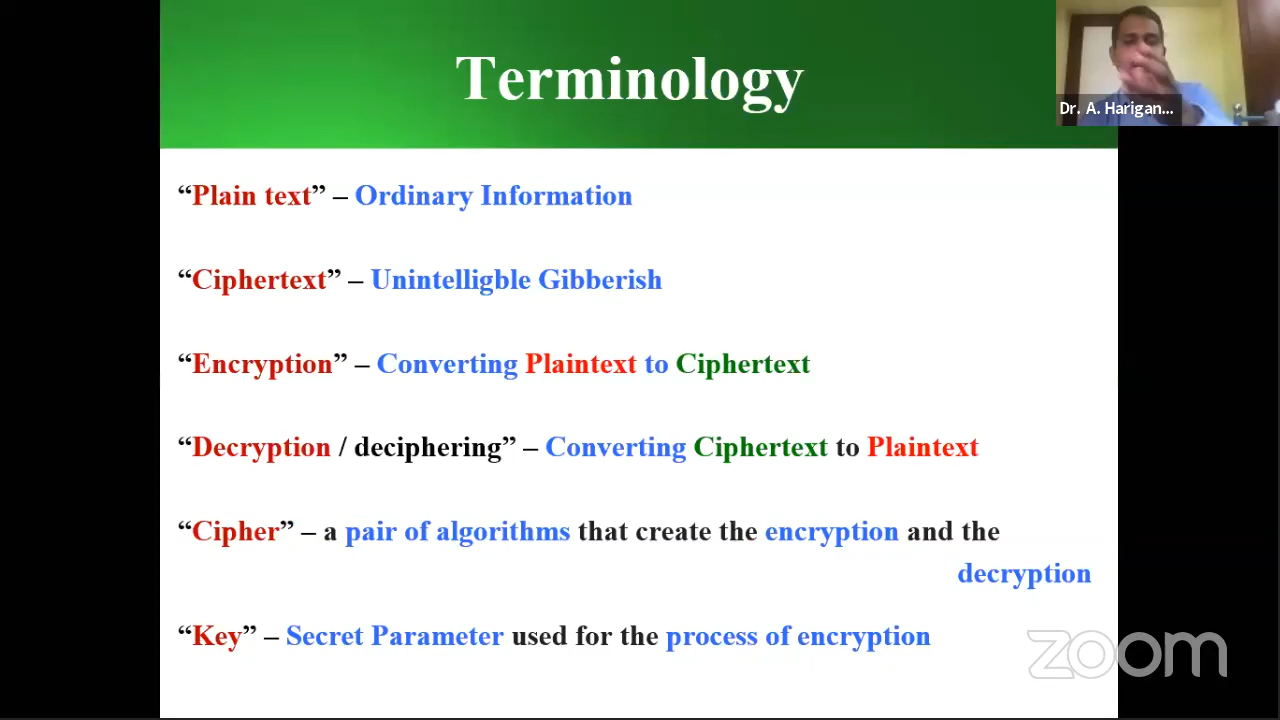 Terminology
Dr. A. Harigan...
“Plain text” – Ordinary Information
“Ciphertext” – Unintelligble Gibberish
“Encryption” – Converting Plaintext to Ciphertext
“Decryption / deciphering” – Converting Ciphertext to Plaintext
“Cipher” – a pair of algorithms that create the encryption and the
decryption
“Key” – Secret Parameter used for the process of encryption
zoom